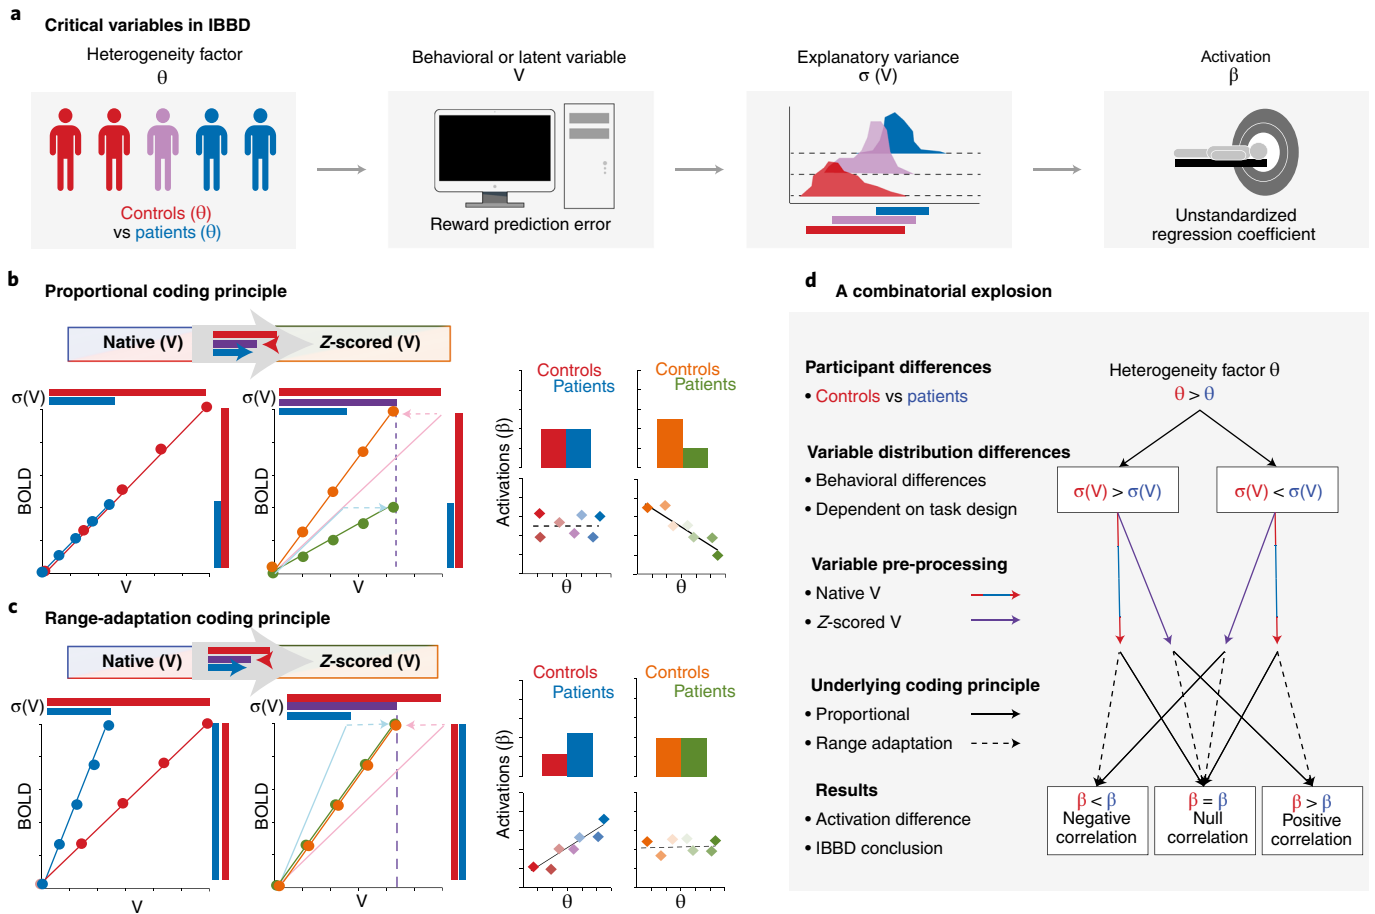 a
Critical variables in IBBD
Heterogeneity factor
θ
Behavioral or latent variable
V
Explanatory variance
σ (V)
Activation
β
Controls (θ)
vs patients (θ)
Reward prediction error
Unstandardized
regression coefficient
b
Proportional coding principle
Native (V)
Z-scored (V)
σ(V)
BOLD
V
σ(V)
BOLD
V
Activations (β)
Controls
Patients
Controls
Patients
θ
θ
c
Range-adaptation coding principle
Native (V)
Z-scored (V)
σ(V)
BOLD
V
σ(V)
BOLD
V
Activations (β)
Controls
Patients
Controls
Patients
θ
θ
d
A combinatorial explosion
Participant differences
• Controls vs patients
Heterogeneity factor θ
θ > θ
Variable distribution differences
• Behavioral differences
• Dependent on task design
σ(V) > σ(V)
σ(V) < σ(V)
Variable pre-processing
• Native V
• Z-scored V
Underlying coding principle
• Proportional
• Range adaptation
Results
• Activation difference
• IBBD conclusion
β < β
Negative
correlation
β = β
Null
correlation
β > β
Positive
correlation